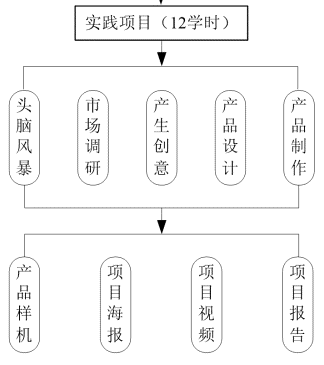 实践项目（12学时）
头脑风暴
市场调研
产生创意
产品设计
产品制作
产品样机
项目海报
项目视频
项目报告